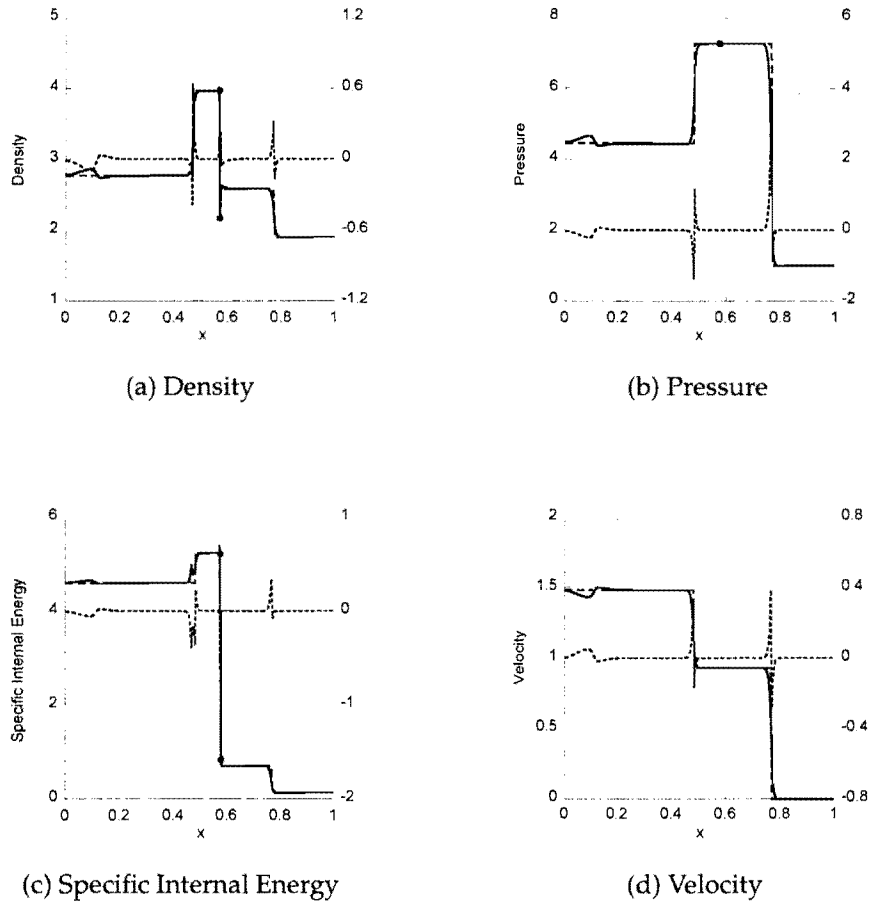 5
4
3
2
1
Density
1.2
0.6
0
-0.6
-1.2
0 0.2 0.4 0.6 0.8 1
x
(a) Density
8
6
4
2
0
Pressure
6
4
2
0
-2
0 0.2 0.4 0.6 0.8 1
x
(b) Pressure
6
4
2
0
Specific Internal Energy
1
0
-1
-2
0 0.2 0.4 0.6 0.8 1
x
(c) Specific Internal Energy
2
1.5
1
0.5
0
Velocity
0.8
0.4
0
-0.4
-0.8
0 0.2 0.4 0.6 0.8 1
x
(d) Velocity